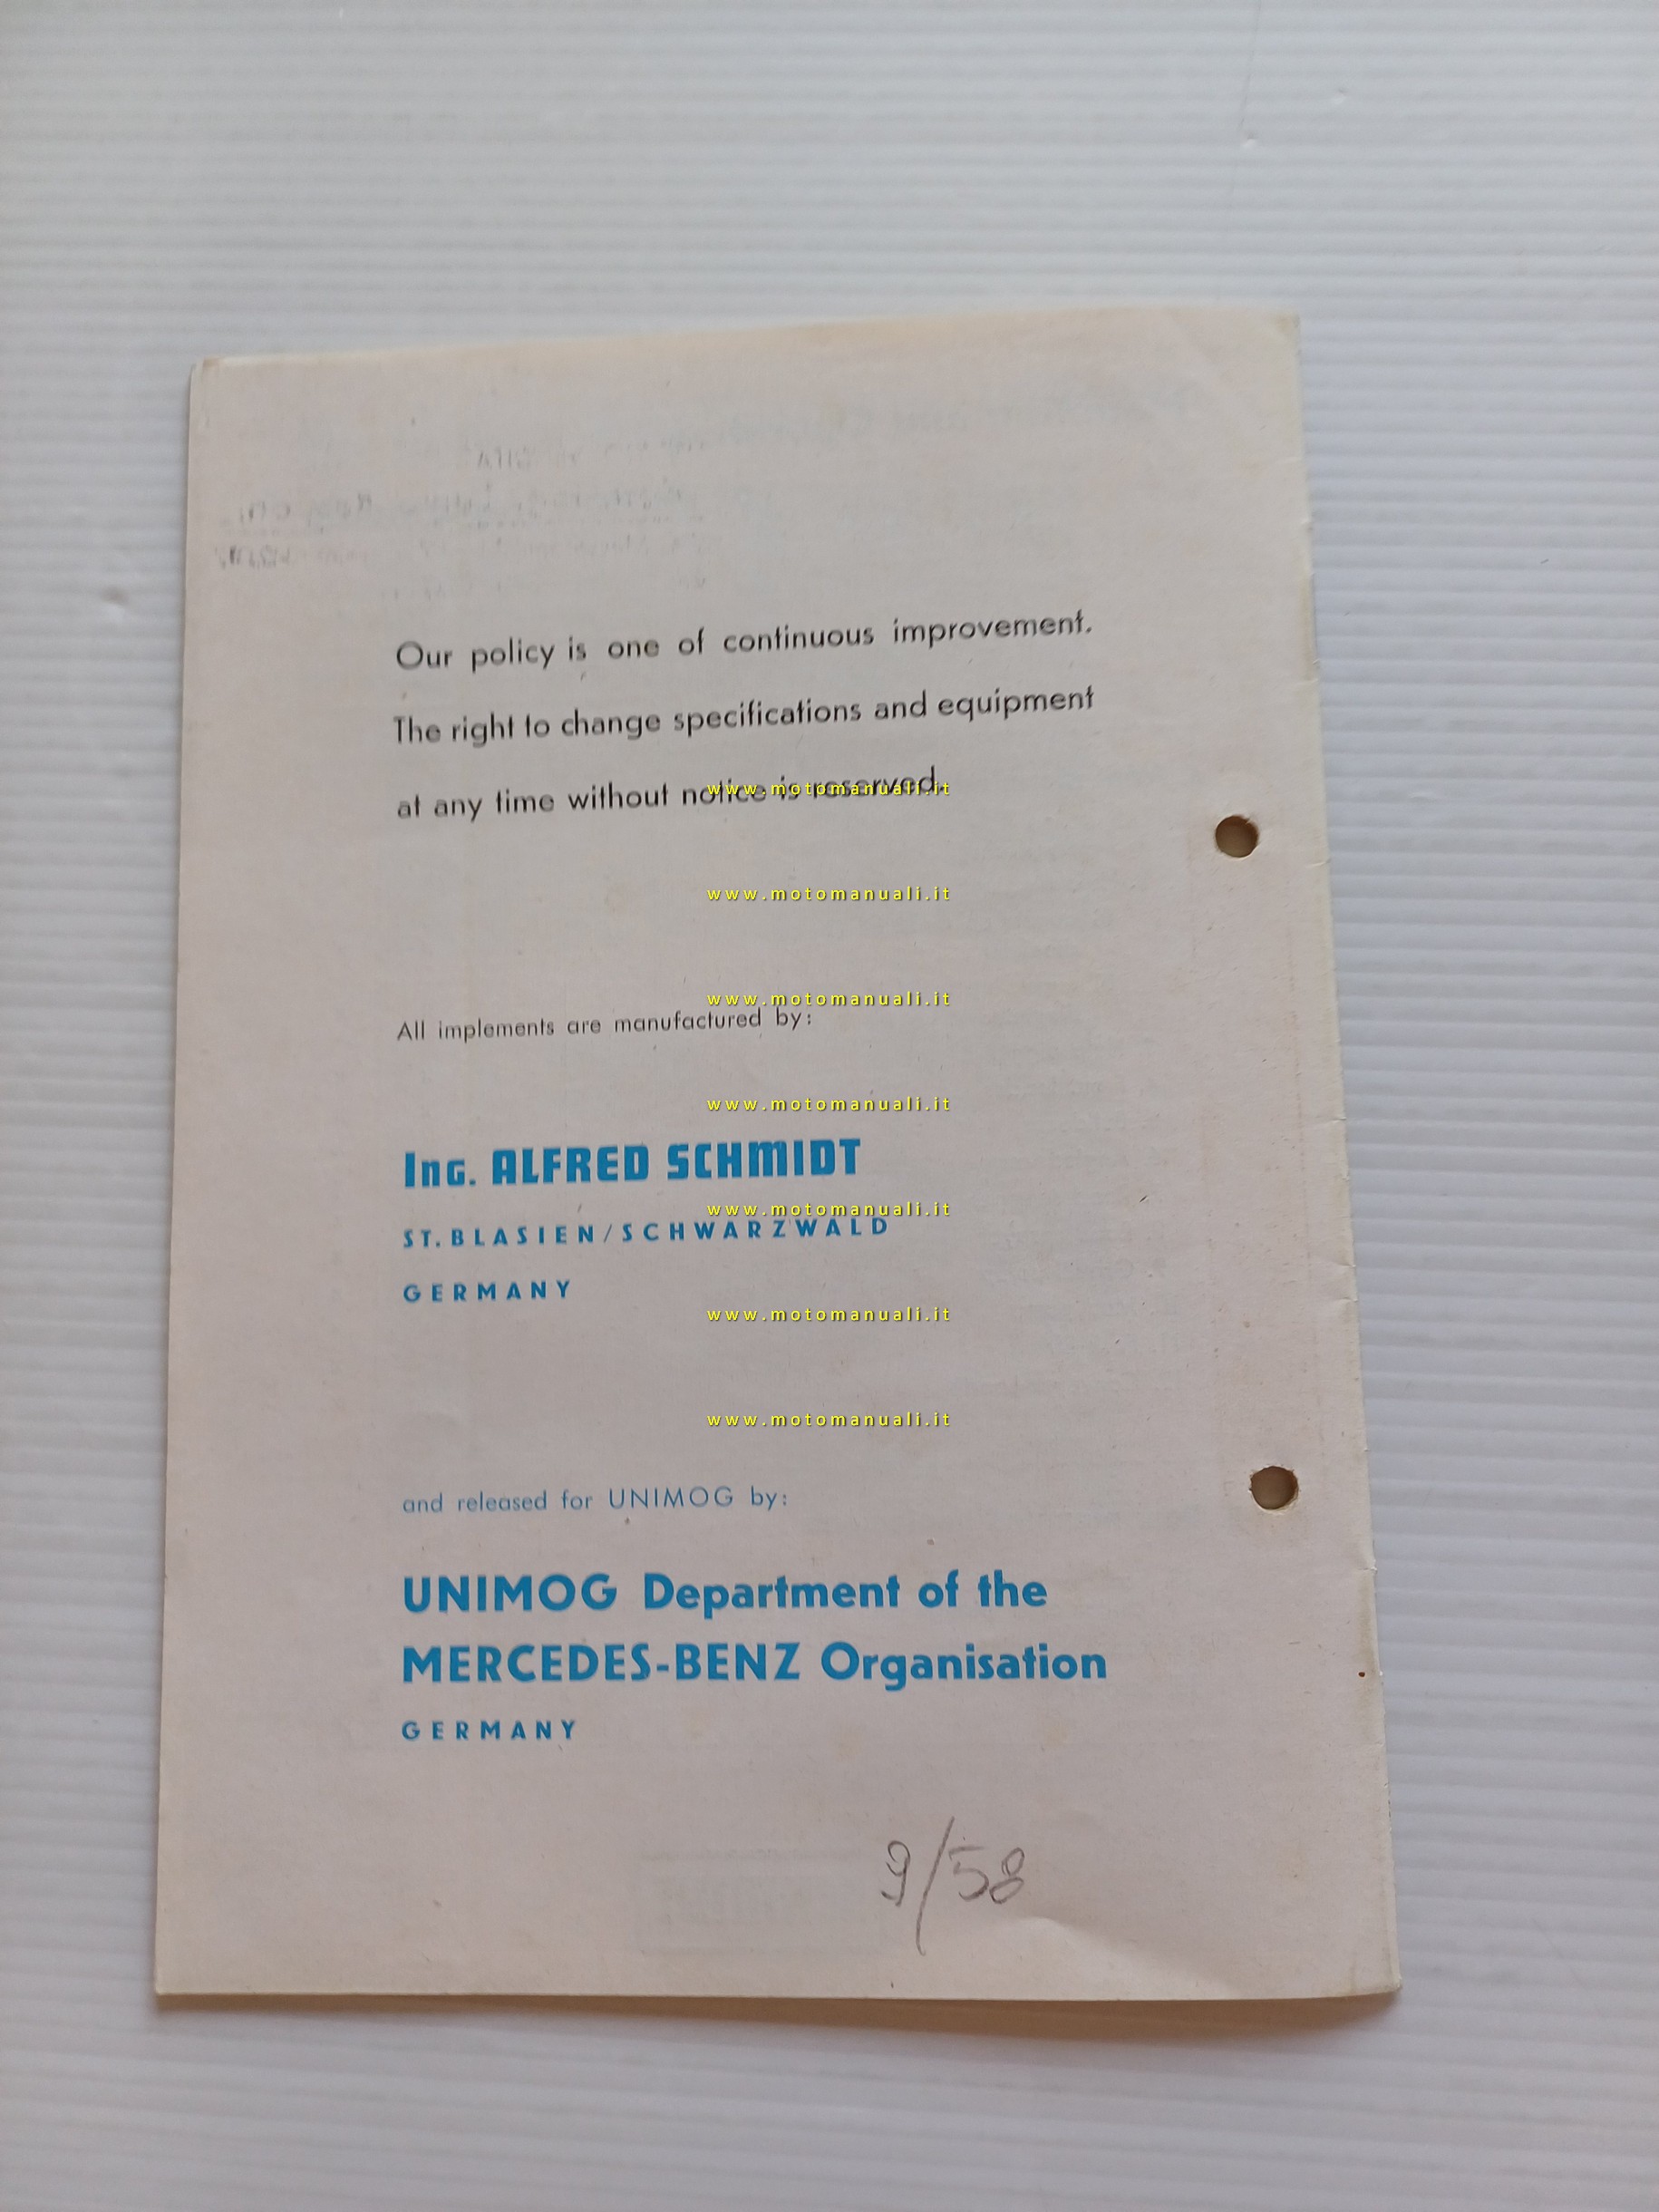 Our policy is one of continuous improvement.
The right to change specifications and equipment
at any time without notice is reserved.
www.motomanuali.it
www.motomanuali.it
www.motomanuali.it
All implements are manufactured by:
www.motomanuali.it
Ing. ALFRED SCHMIDT
www.motomanuali.it
ST. BLASIEN/SCHWARZWALD
GERMANY
www.motomanuali.it
www.motomanuali.it
and released for UNIMOG by:
UNIMOG Department of the
MERCEDES-BENZ Organisation
GERMANY
9/58